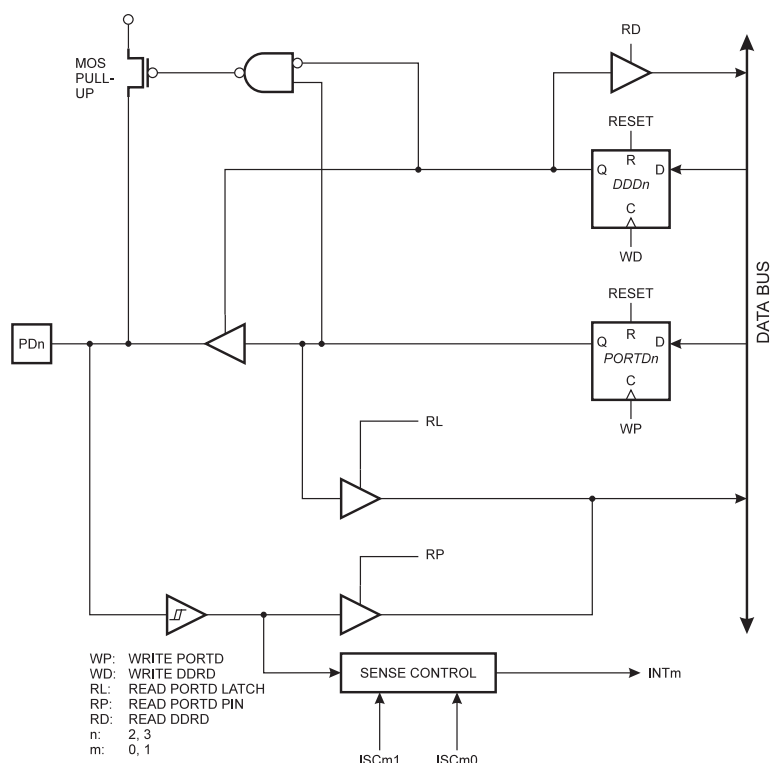 RD
MOS
PULL-
UP
RESET
R
Q
D
DDDn
C
WD
DATA BUS
RESET
PDn
R
Q
D
PORTDn
C
WP
RL
RP
WP: WRITE PORTD
WD: WRITE DDRD
RL: READ PORTD LATCH
RP: READ PORTD PIN
RD: READ DDRD
n: 2, 3
m: 0, 1
SENSE CONTROL
INTm
ISCm1
ISCm0